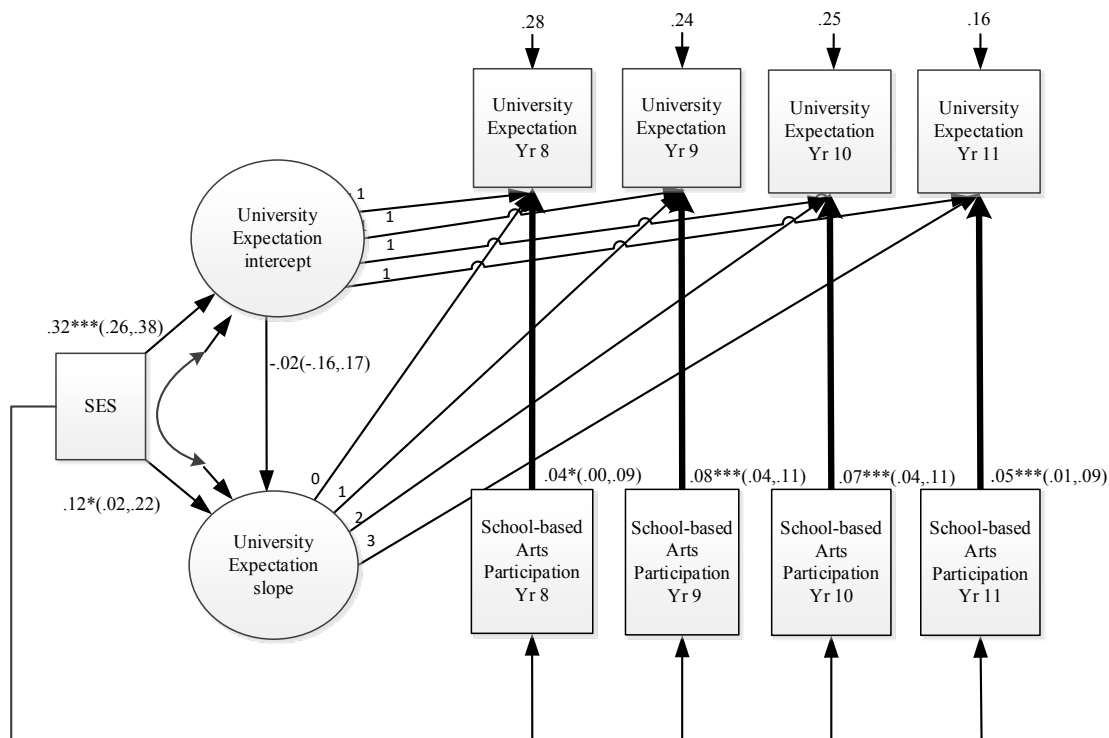 .28
.24
.25
.16
University
Expectation
Yr 8
University
Expectation
Yr 9
University
Expectation
Yr 10
University
Expectation
Yr 11
University
Expectation
intercept
1
1
1
1
.32***(.26,.38)
-.02(-.16,.17)
SES
.12*(.02,.22)
0
1
2
3
University
Expectation
slope
.04*(.00,.09)
.08***(.04,.11)
.07***(.04,.11)
.05***(.01,.09)
School-based
Arts
Participation
Yr 8
School-based
Arts
Participation
Yr 9
School-based
Arts
Participation
Yr 10
School-based
Arts
Participation
Yr 11